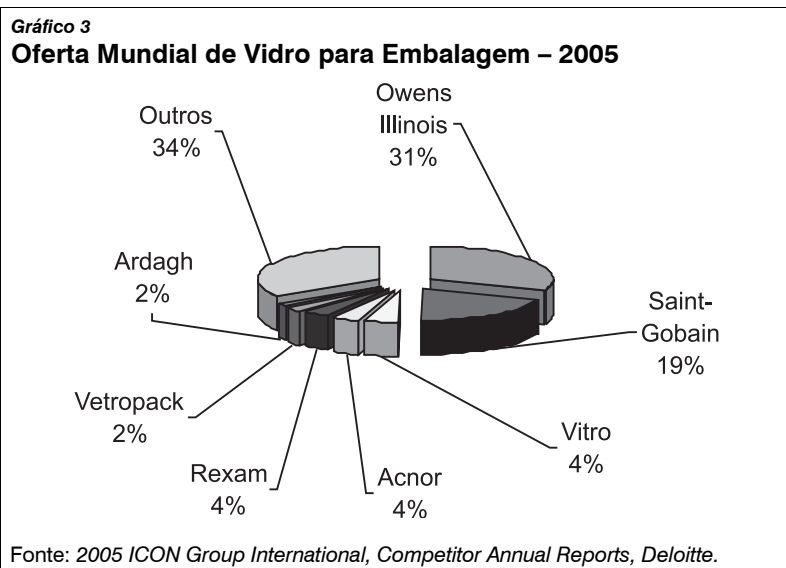 Gráfico 3
Oferta Mundial de Vidro para Embalagem – 2005
Owens
Illinois
31%
Outros
34%
Ardagh
2%
Saint-
Gobain
19%
Vetropack
2%
Vitro
4%
Rexam
4%
Acnor
4%
Fonte: 2005 ICON Group International, Competitor Annual Reports, Deloitte.